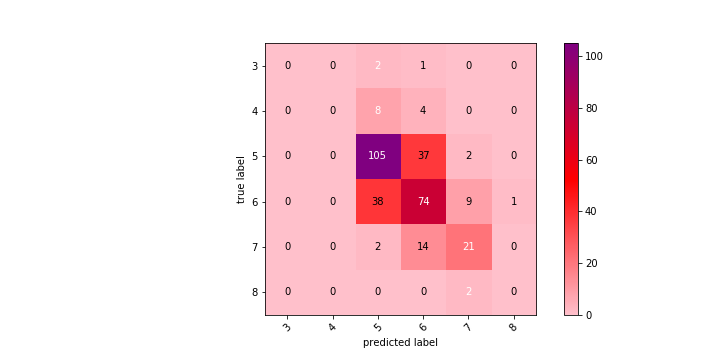 3 0 0 2 1 0 0
4 0 0 8 4 0 0
5 0 0 105 37 2 0
6 0 0 38 74 9 1
7 0 0 2 14 21 0
8 0 0 0 0 2 0
3 4 5 6 7 8
predicted label
true label
100
80
60
40
20
0